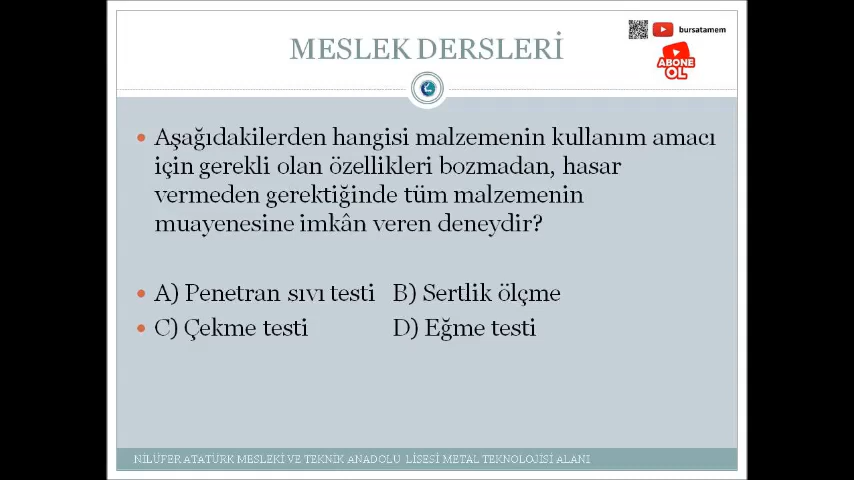 bursatamem
ABONE
OL
MESLEK DERSLERİ
Aşağıdakilerden hangisi malzemenin kullanım amacı
için gerekli olan özellikleri bozmadan, hasar
vermeden gerektiğinde tüm malzemenin
muayenesine imkân veren deneydir?
A) Penetran sıvı testi B) Sertlik ölçme
C) Çekme testi D) Eğme testi
NİLÜFER ATATÜRK MESLEKİ VE TEKNİK ANADOLU LİSESİ METAL TEKNOLOJİSİ ALANI